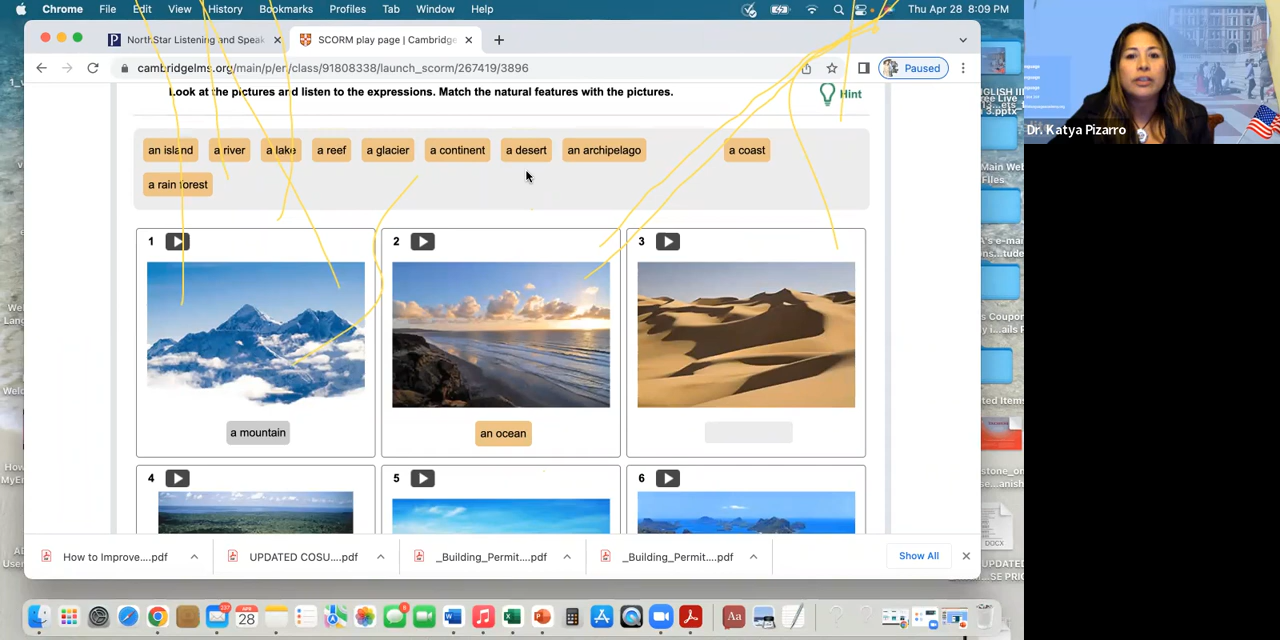 Chrome File Edit View History Bookmarks Profiles Tab Window Help Thu Apr 28 8:09 PM
NorthStar Listening and Speak SCORM play page | Cambridge
cambridgelms.org/main/p/en/class/91808338/launch_scorm/267419/3896 Paused
Look at the pictures and listen to the expressions. Match the natural features with the pictures. Hint
Dr. Katya Pizarro
an island a river a lake a reef a glacier a continent a desert an archipelago a coast
a rain forest
1 2 3
a mountain an ocean
4 5 6
How to Improve....pdf UPDATED COSU....pdf _Building_Permit....pdf _Building_Permit....pdf Show All
DOCX
APR
28
Aa